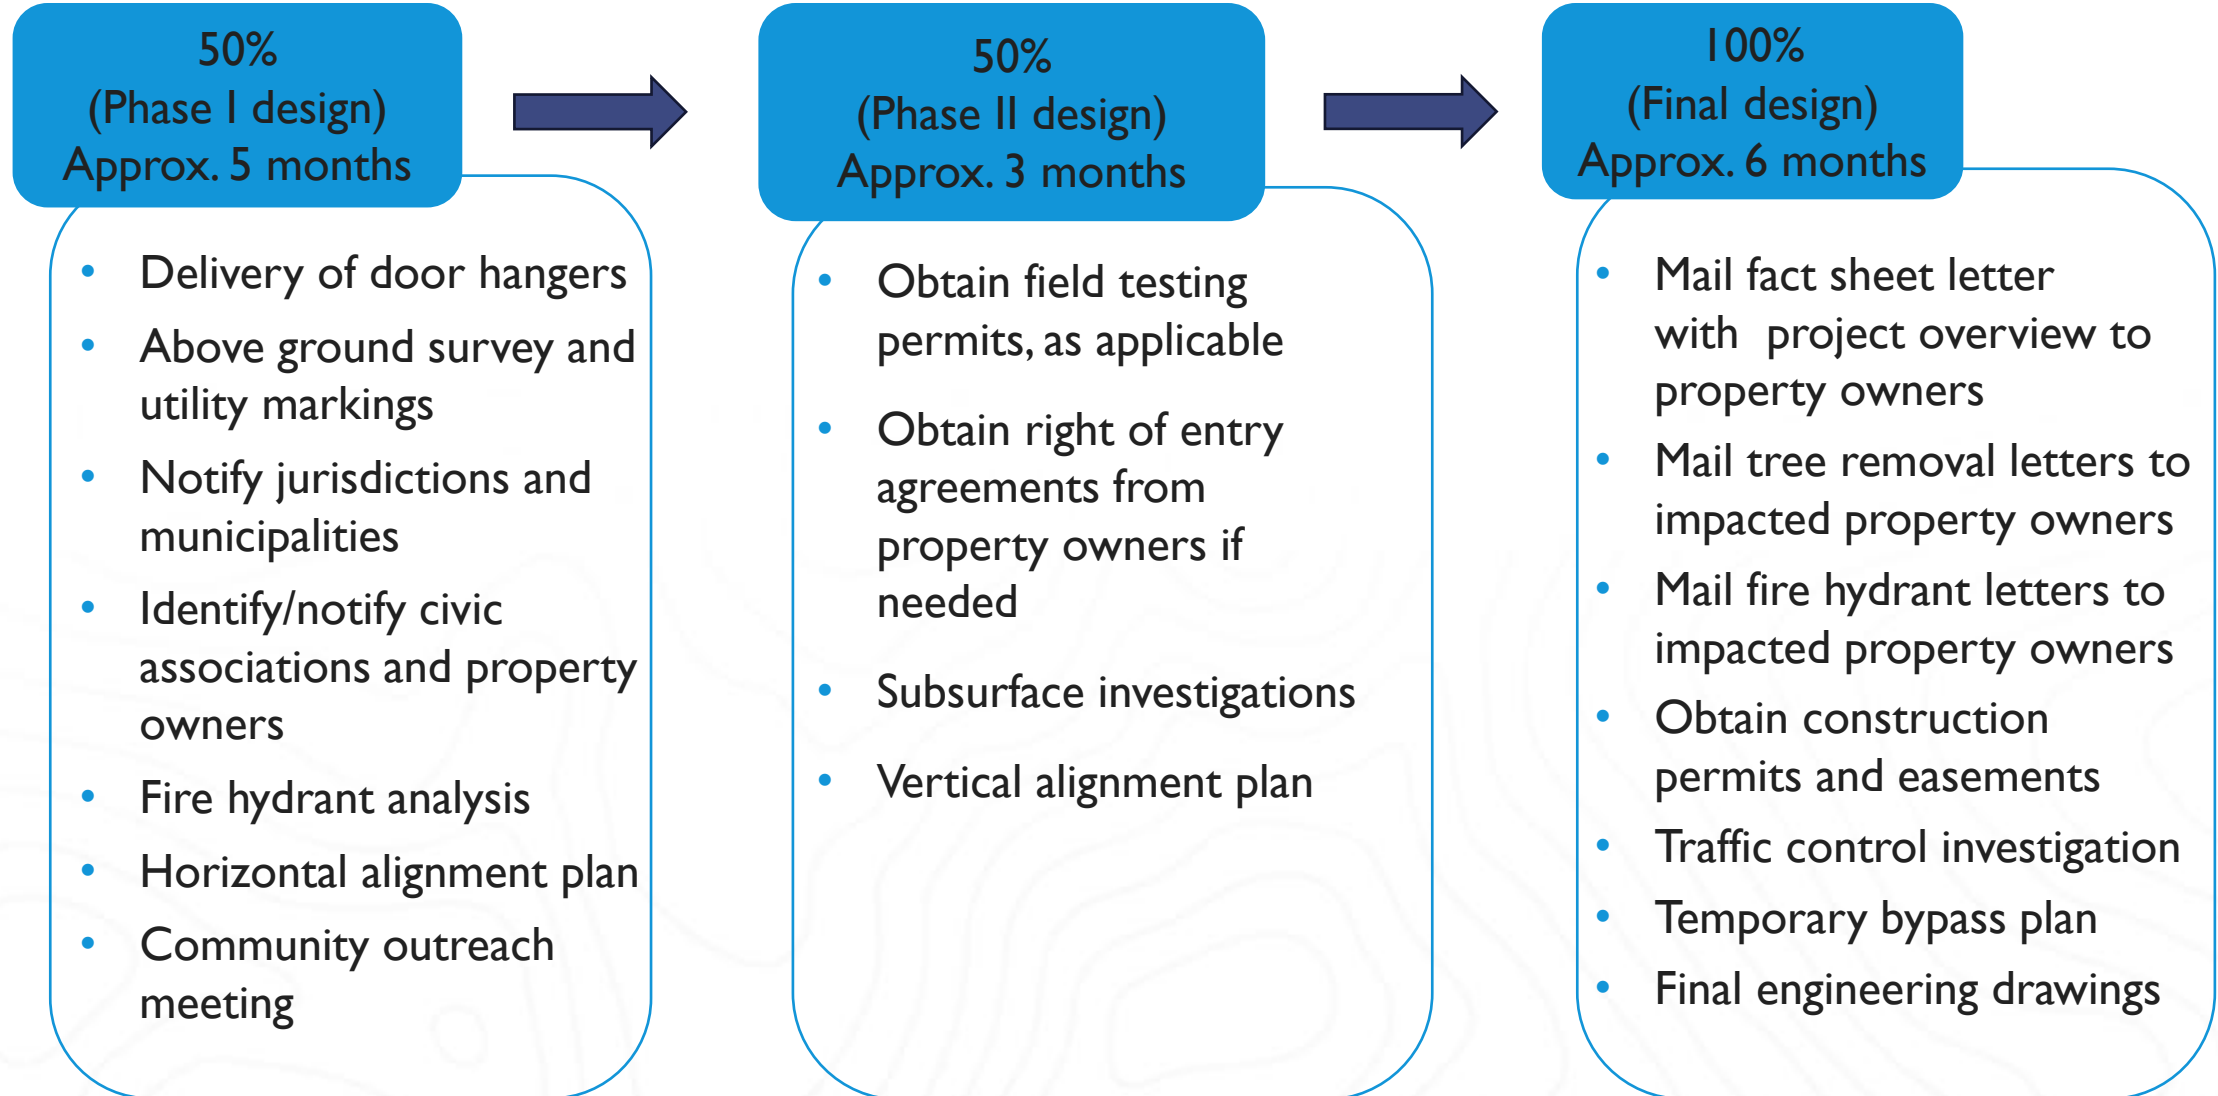 50%
(Phase I design)
Approx. 5 months
• Delivery of door hangers
• Above ground survey and
utility markings
• Notify jurisdictions and
municipalities
• Identify/notify civic
associations and property
owners
• Fire hydrant analysis
• Horizontal alignment plan
• Community outreach
meeting
50%
(Phase II design)
Approx. 3 months
• Obtain field testing
permits, as applicable
• Obtain right of entry
agreements from
property owners if
needed
• Subsurface investigations
• Vertical alignment plan
100%
(Final design)
Approx. 6 months
• Mail fact sheet letter
with project overview to
property owners
• Mail tree removal letters to
impacted property owners
• Mail fire hydrant letters to
impacted property owners
• Obtain construction
permits and easements
• Traffic control investigation
• Temporary bypass plan
• Final engineering drawings